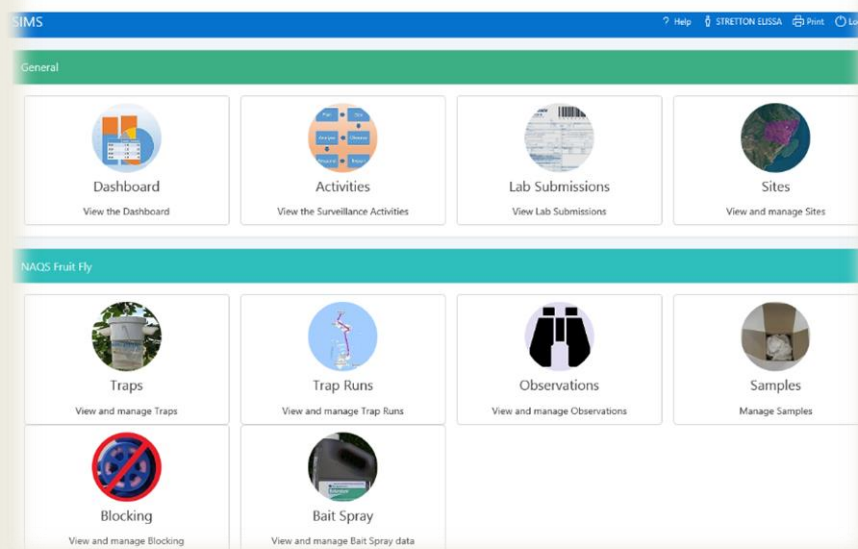 SIMS
? Help STRETTON ELISSA Print Lo
General
Dashboard
View the Dashboard
Activities
View the Surveillance Activities
Lab Submissions
View Lab Submissions
Sites
View and manage Sites
NAQS Fruit Fly
Traps
View and manage Traps
Trap Runs
View and manage Trap Runs
Observations
View and manage Observations
Samples
Manage Samples
Blocking
View and manage Blocking
Bait Spray
View and manage Bait Spray data